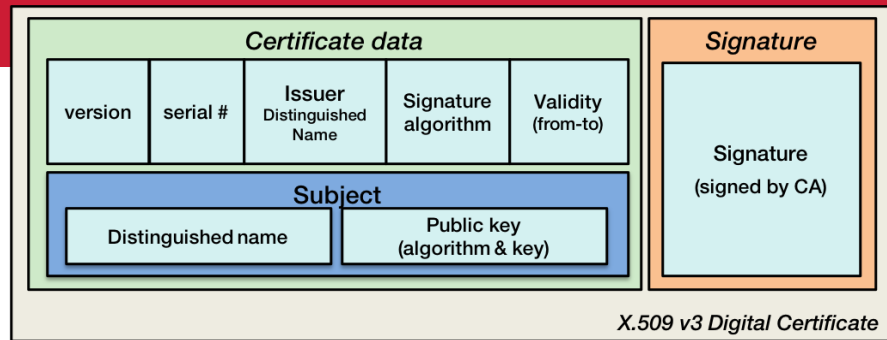 Certificate data
Signature
version
serial #
Issuer
Distinguished
Name
Signature
algorithm
Validity
(from-to)
Subject
Distinguished name
Public key
(algorithm & key)
Signature
(signed by CA)
X.509 v3 Digital Certificate